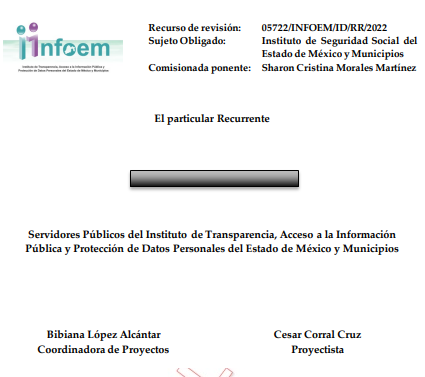 infoem
Instituto de Transparencia, Acceso a la Información Pública y
Protección de Datos Personales del Estado de México y Municipios
Recurso de revisión: 05722/INFOEM/ID/RR/2022
Sujeto Obligado: Instituto de Seguridad Social del
Estado de México y Municipios
Comisionada ponente: Sharon Cristina Morales Martínez
El particular Recurrente
Servidores Públicos del Instituto de Transparencia, Acceso a la Información
Pública y Protección de Datos Personales del Estado de México y Municipios
Bibiana López Alcántar Cesar Corral Cruz
Coordinadora de Proyectos Proyectista